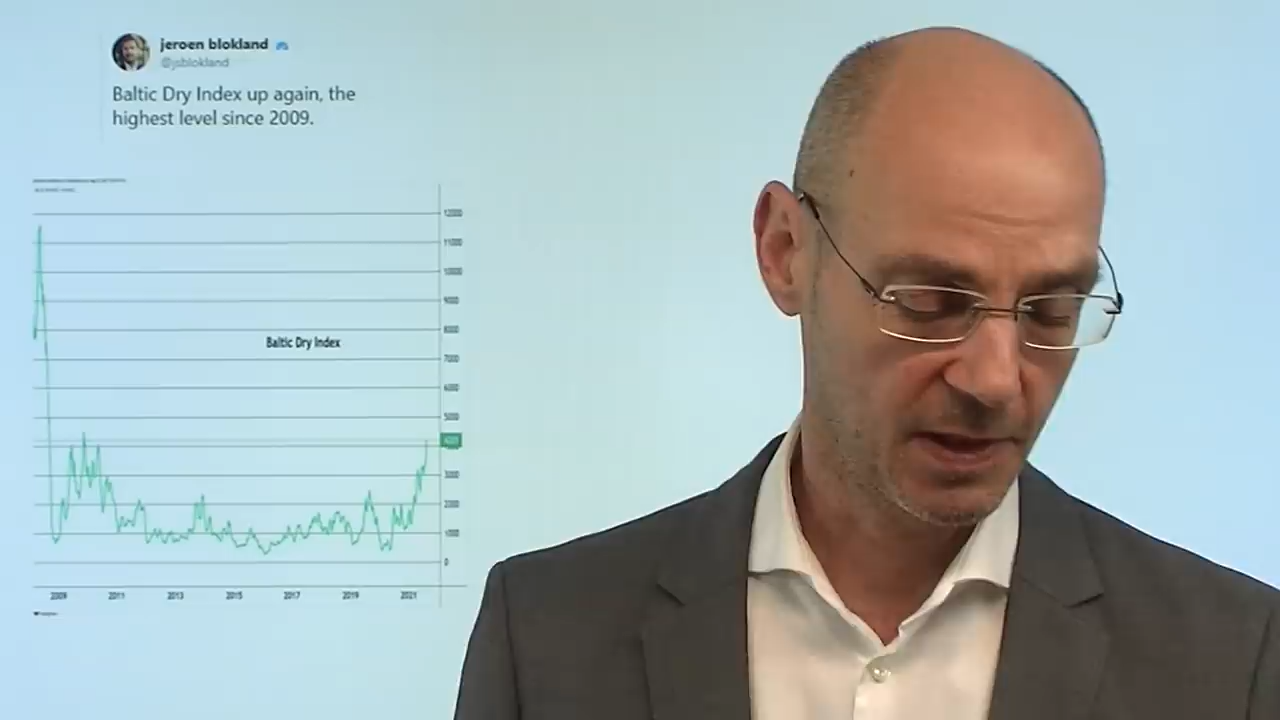 jeroen blokland
@jsblokland
Baltic Dry Index up again, the
highest level since 2009.
12000
11000
10000
9000
8000
Baltic Dry Index
7000
6000
5000
3000
2000
1000
0
2009 2011 2013 2015 2017 2019 2021